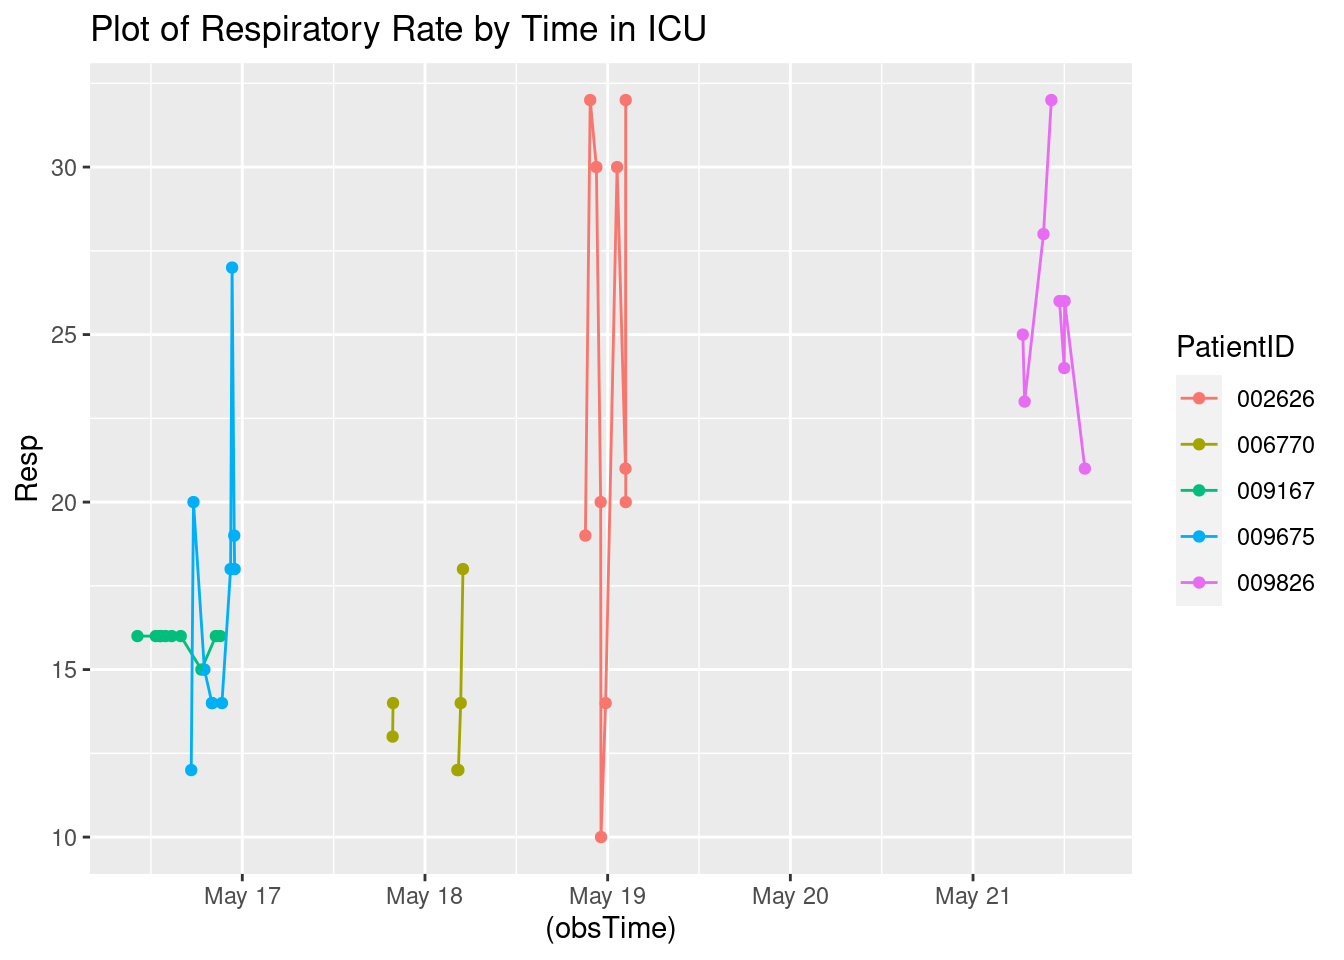 Plot of Respiratory Rate by Time in ICU
30
25
20
15
10
Resp
May 17
May 18
May 19
May 20
May 21
(obsTime)
PatientID
002626
006770
009167
009675
009826